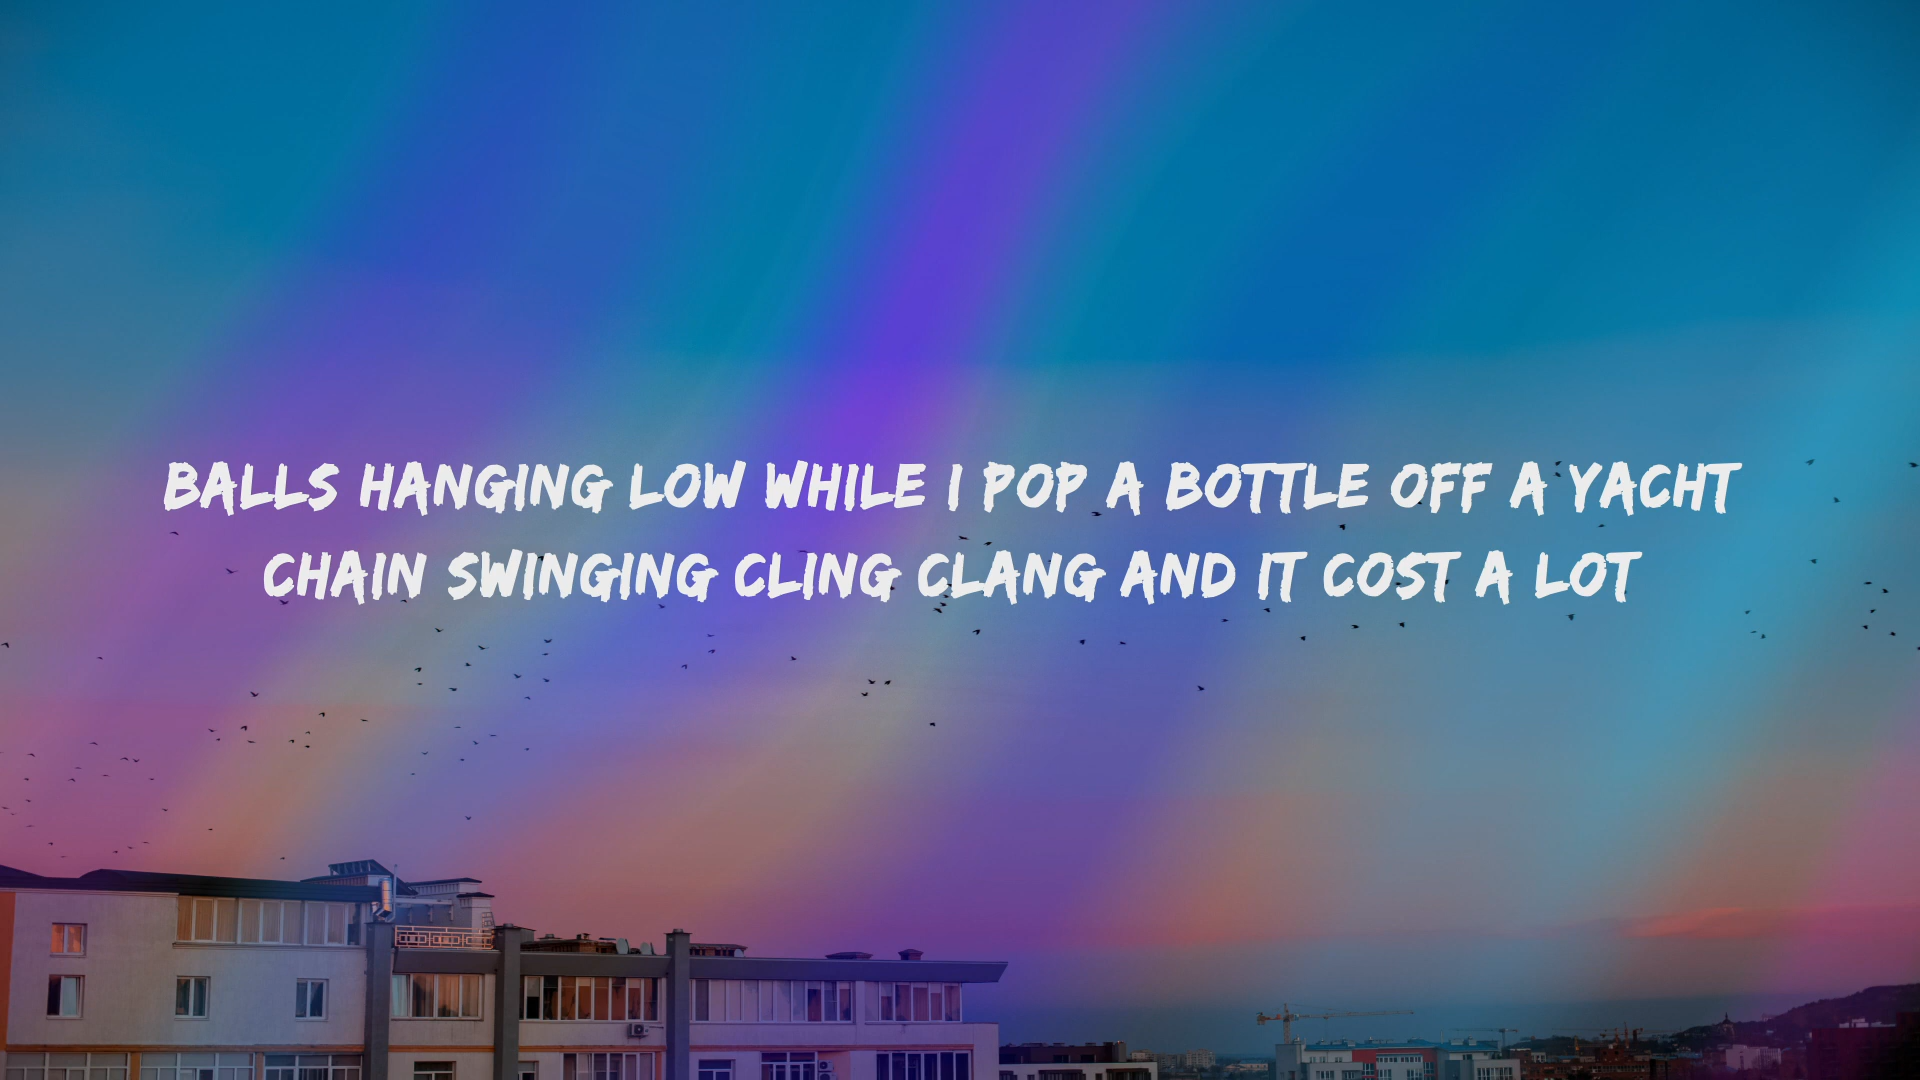 BALLS HANGING LOW WHILE I POP A BOTTLE OFF A YACHT
CHAIN SWINGING CLING CLANG AND IT COST A LOT